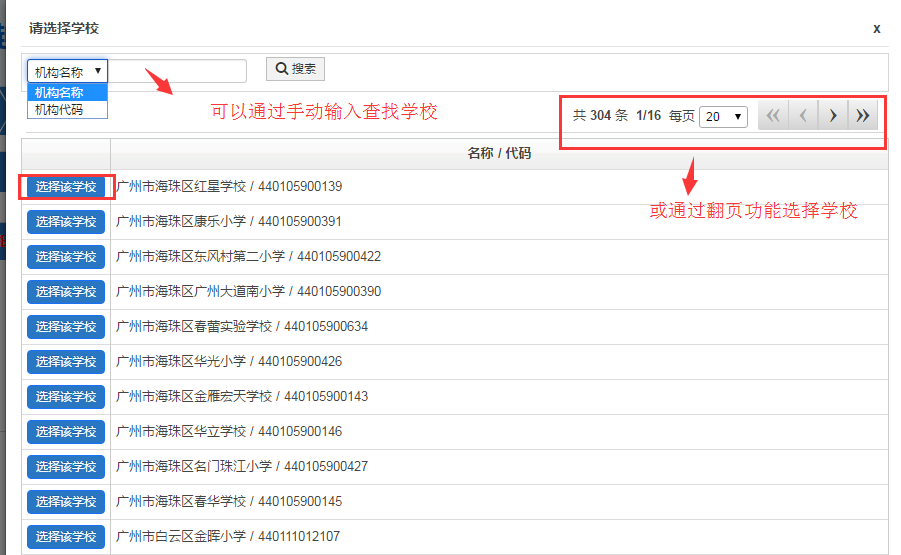 请选择学校
x
机构名称
搜索
机构名称
机构代码
可以通过手动输入查找学校
共 304 条 1/16 每页 20
名称 / 代码
选择该学校 广州市海珠区红星学校 / 440105900139
或通过翻页功能选择学校
选择该学校 广州市海珠区康乐小学 / 440105900391
选择该学校 广州市海珠区东风村第二小学 / 440105900422
选择该学校 广州市海珠区广州大道南小学 / 440105900390
选择该学校 广州市海珠区春蕾实验学校 / 440105900634
选择该学校 广州市海珠区华光小学 / 440105900426
选择该学校 广州市海珠区金雁宏天学校 / 440105900143
选择该学校 广州市海珠区华立学校 / 440105900146
选择该学校 广州市海珠区名门珠江小学 / 440105900427
选择该学校 广州市海珠区春华学校 / 440105900145
选择该学校 广州市白云区金晖小学 / 440111012107